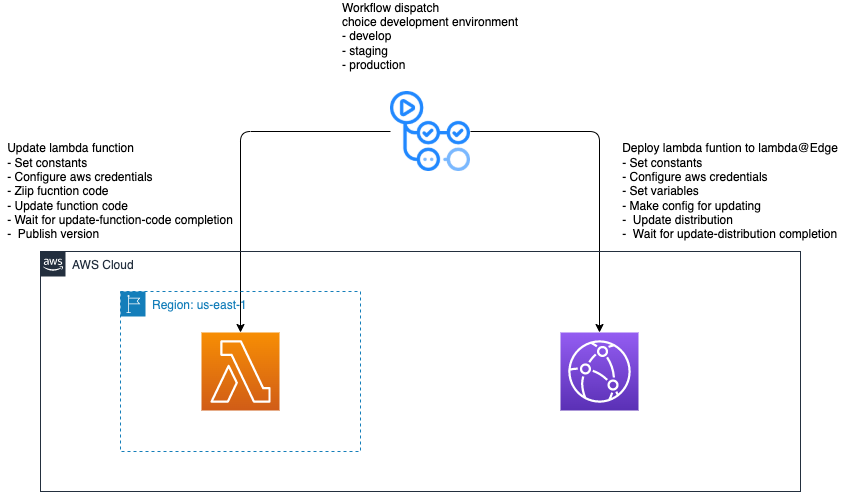 Workflow dispatch
choice development environment
- develop
- staging
- production
Update lambda function
- Set constants
- Configure aws credentials
- Ziip fucntion code
- Update function code
- Wait for update-function-code completion
- Publish version
Deploy lambda funtion to lambda@Edge
- Set constants
- Configure aws credentials
- Set variables
- Make config for updating
- Update distribution
- Wait for update-distribution completion
aws
AWS Cloud
Region: us-east-1